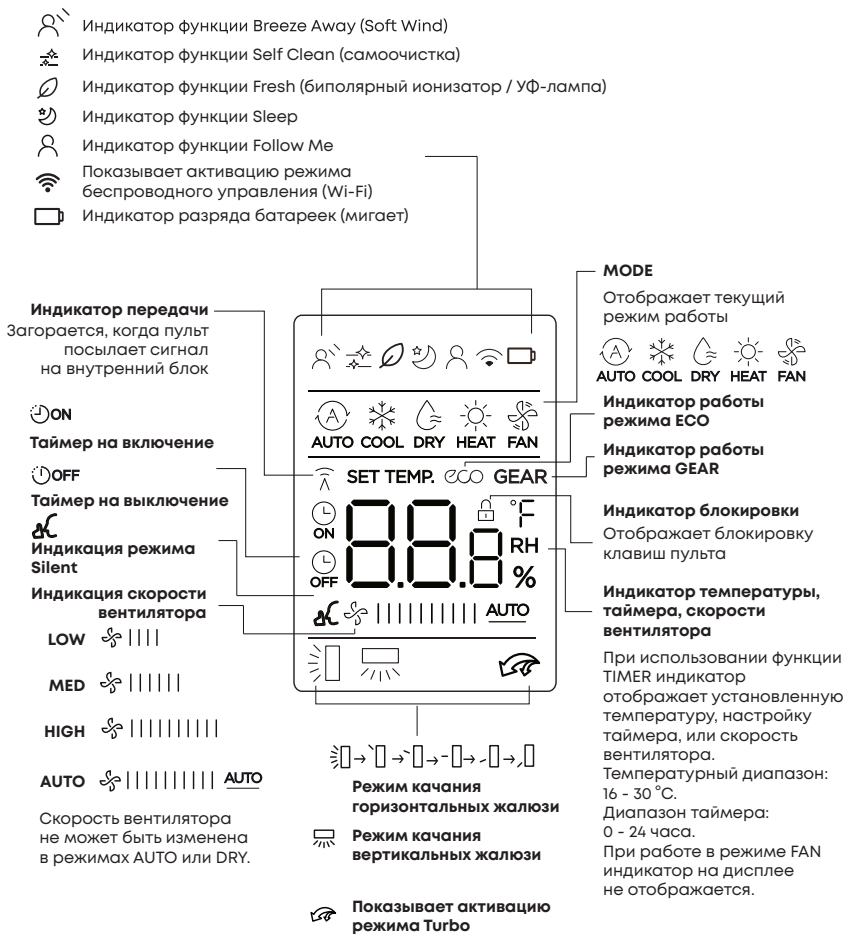 Индикатор функции Breeze Away (Soft Wind)
Индикатор функции Self Clean (самоочистка)
Индикатор функции Fresh (биполярный ионизатор / УФ-лампа)
Индикатор функции Sleep
Индикатор функции Follow Me
Показывает активацию режима
беспроводного управления (Wi-Fi)
Индикатор разряда батареек (мигает)
Индикатор передачи
Загорается, когда пульт
посылает сигнал
на внутренний блок
ON
Таймер на включение
OFF
Таймер на выключение
Индикация режима
Silent
Индикация скорости
вентилятора
LOW
MED
HIGH
AUTO AUTO
Скорость вентилятора
не может быть изменена
в режимах AUTO или DRY.
A
AUTO COOL DRY HEAT FAN
SET TEMP. eco GEAR
ON
88.8 °F
OFF
RH
%
AUTO
Режим качания
горизонтальных жалюзи
Режим качания
вертикальных жалюзи
Показывает активацию
режима Turbo
MODE
Отображает текущий
режим работы
A
AUTO COOL DRY HEAT FAN
Индикатор работы
режима ECO
Индикатор работы
режима GEAR
Индикатор блокировки
Отображает блокировку
клавиш пульта
Индикатор температуры,
таймера, скорости
вентилятора
При использовании функции
TIMER индикатор
отображает установленную
температуру, настройку
таймера, или скорость
вентилятора.
Температурный диапазон:
16 - 30 °C.
Диапазон таймера:
0 - 24 часа.
При работе в режиме FAN
индикатор на дисплее
не отображается.